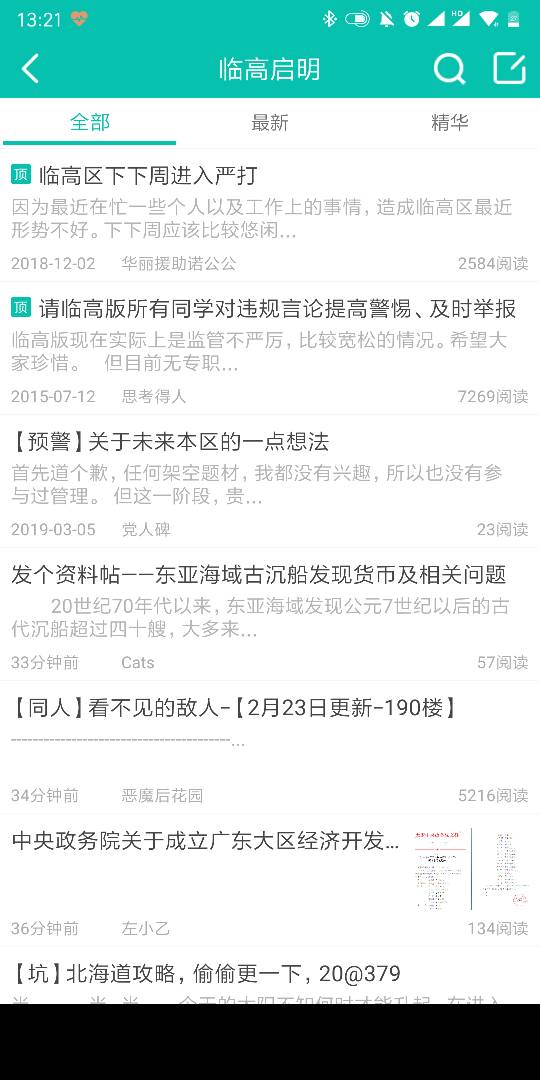 13:21
HD
27
临高启明
全部 最新 精华
顶 临高区下下周进入严打
因为最近在忙一些个人以及工作上的事情，造成临高区最近
形势不好。下下周应该比较悠闲...
2018-12-02 华丽援助诺公公 2584阅读
顶 请临高版所有同学对违规言论提高警惕、及时举报
临高版现在实际上是监管不严厉，比较宽松的情况。希望大
家珍惜。 但目前无专职...
2015-07-12 思考得人 7269阅读
【预警】关于未来本区的一点想法
首先道个歉，任何架空题材，我都没有兴趣，所以也没有参
与过管理。 但这一阶段，贵...
2019-03-05 党人碑 23阅读
发个资料帖——东亚海域古沉船发现货币及相关问题
20世纪70年代以来，东亚海域发现公元7世纪以后的古
代沉船超过四十艘，大多来...
33分钟前 Cats 57阅读
【同人】看不见的敌人-【2月23日更新-190楼】
----------------------------------------...
34分钟前 恶魔后花园 5216阅读
中央政务院关于成立广东大区经济开发...
36分钟前 左小乙 134阅读
【坑】北海道攻略，偷偷更一下，20@379